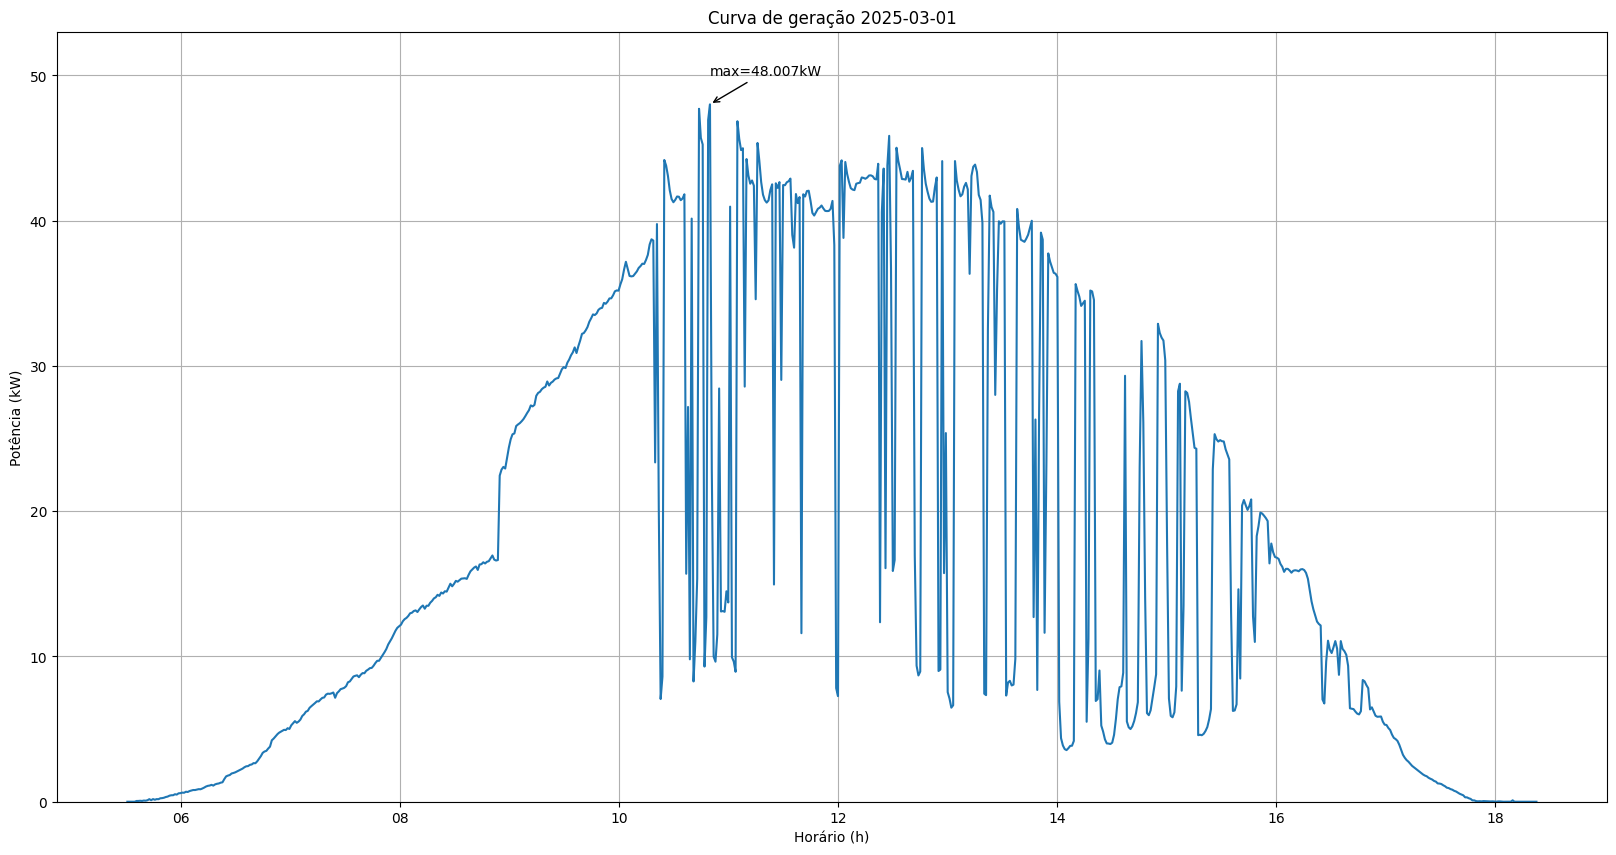 Curva de geração 2025-03-01
max=48.007kW
Potência (kW)
50
40
30
20
10
0
06 08 10 12 14 16 18
Horário (h)